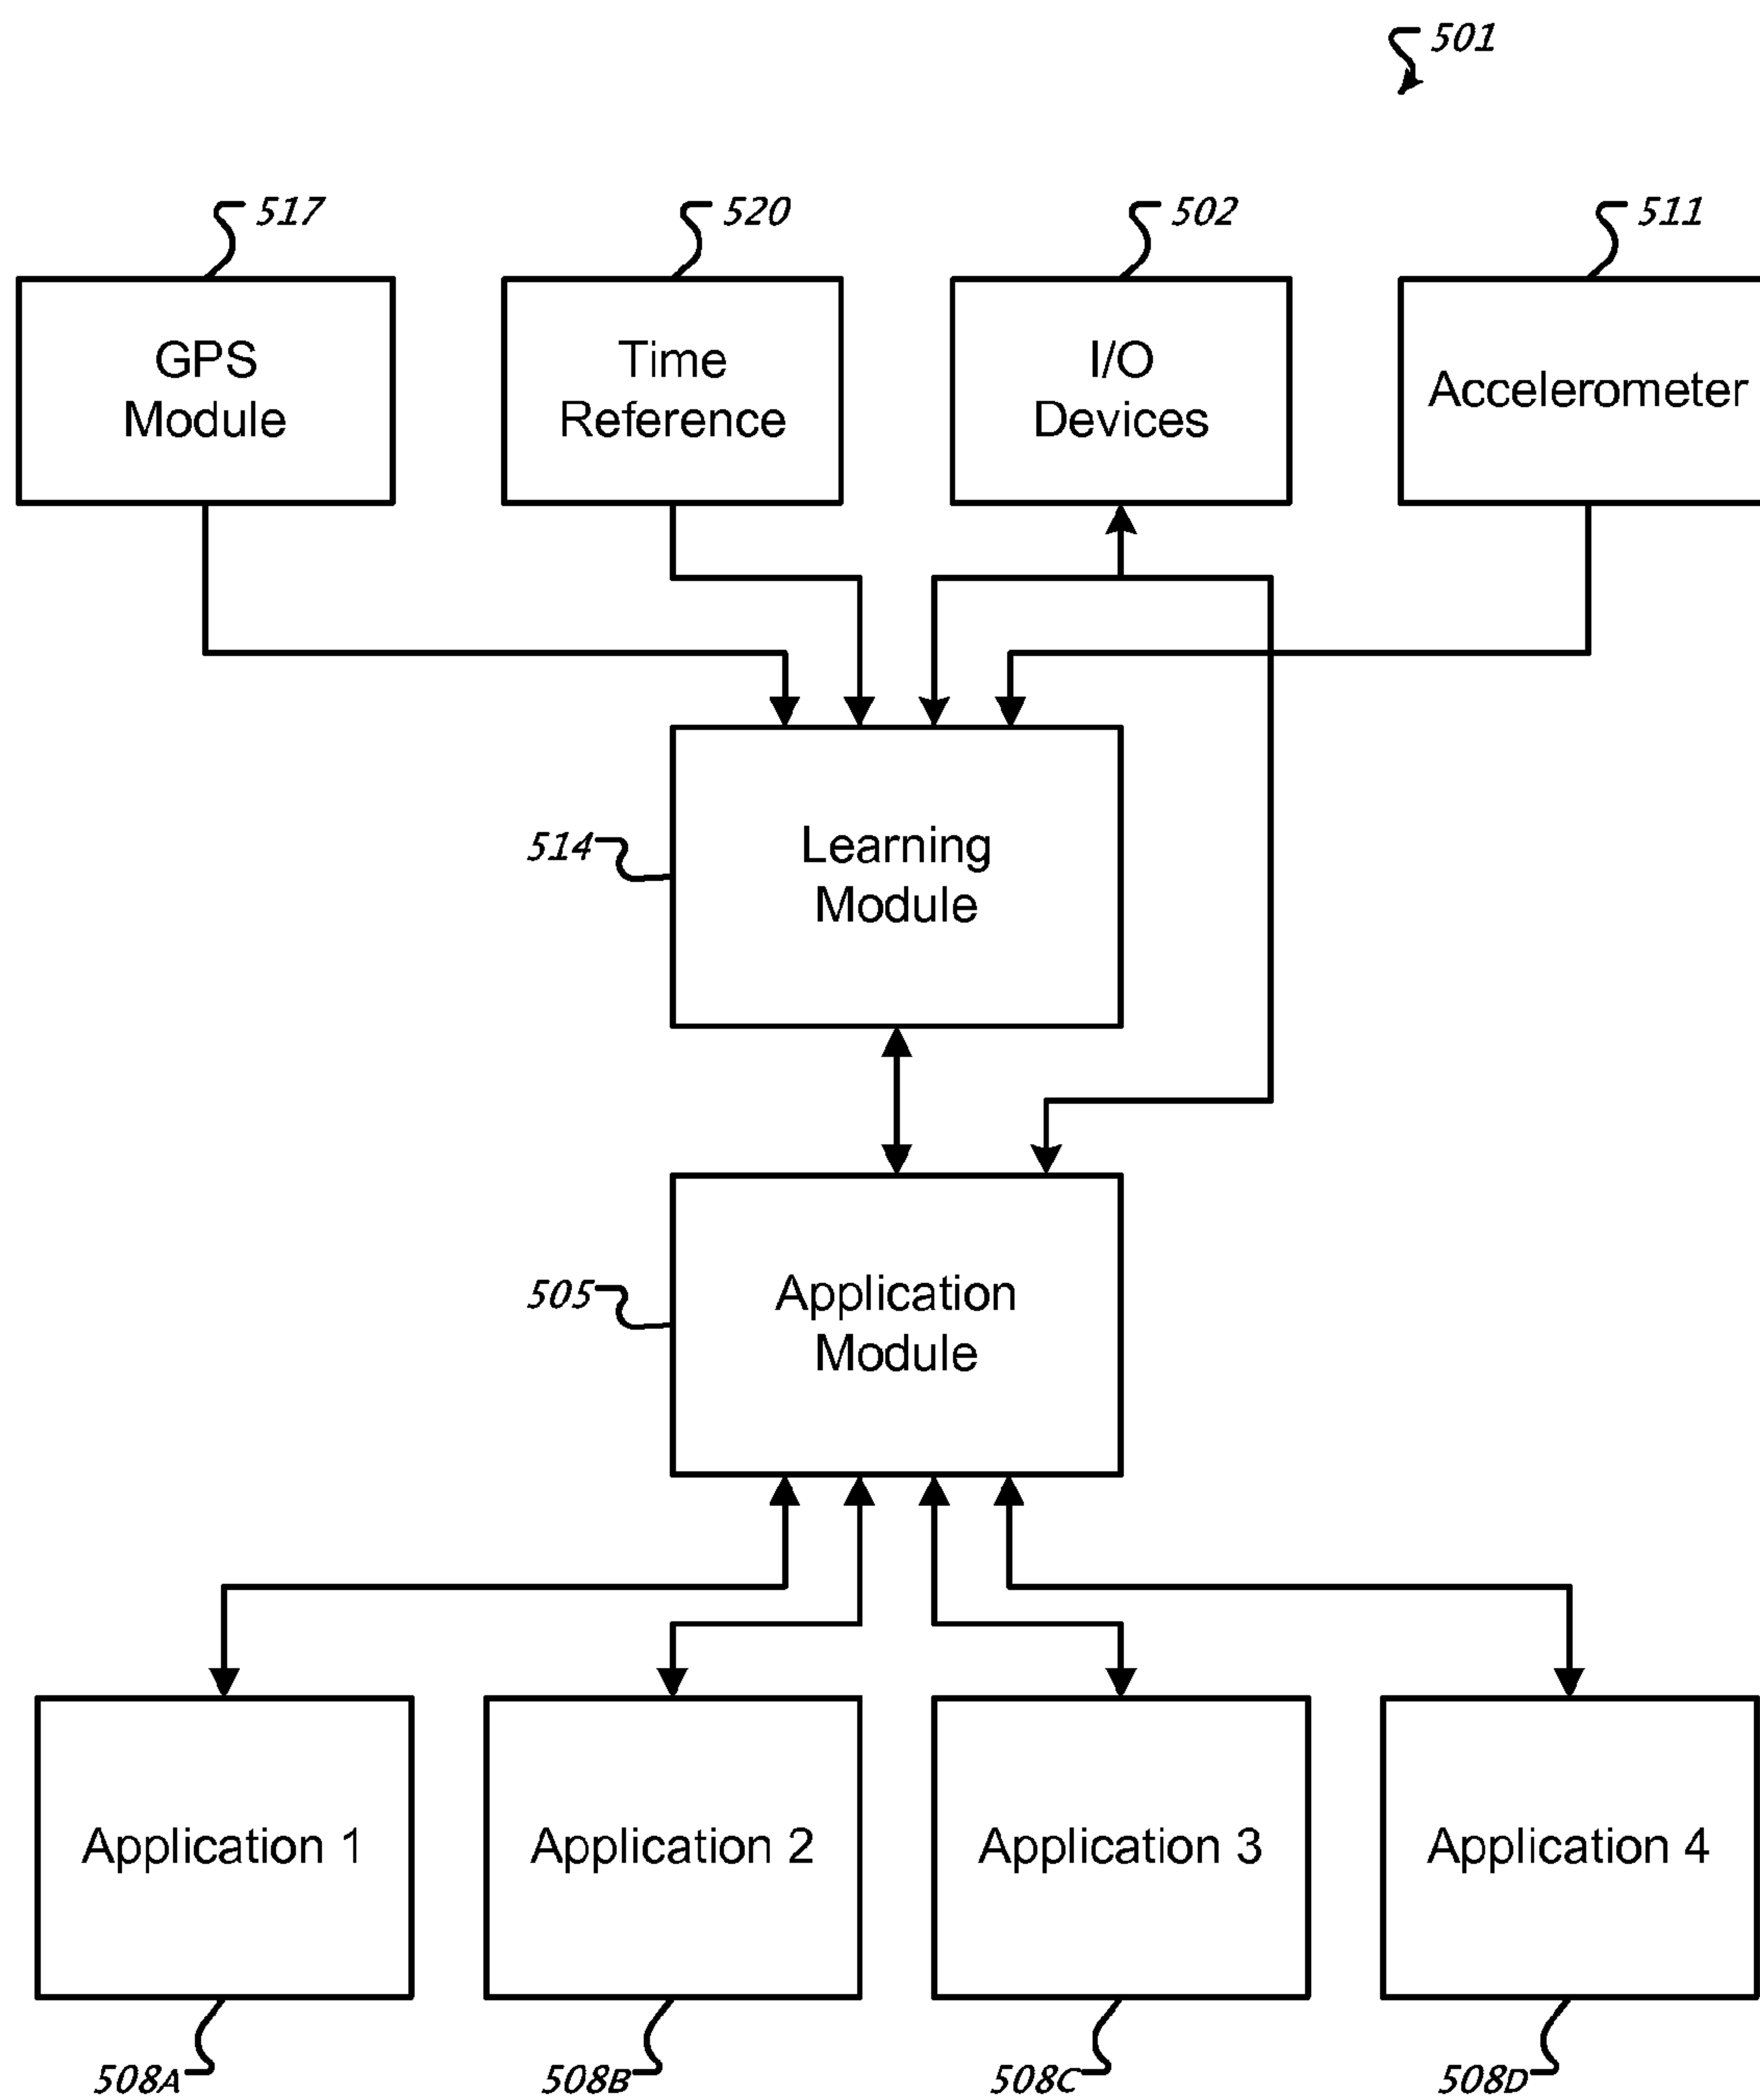 501
517
520
502
511
GPS
Module
Time
Reference
I/O
Devices
Accelerometer
514
Learning
Module
505
Application
Module
Application 1
Application 2
Application 3
Application 4
508A
508B
508C
508D